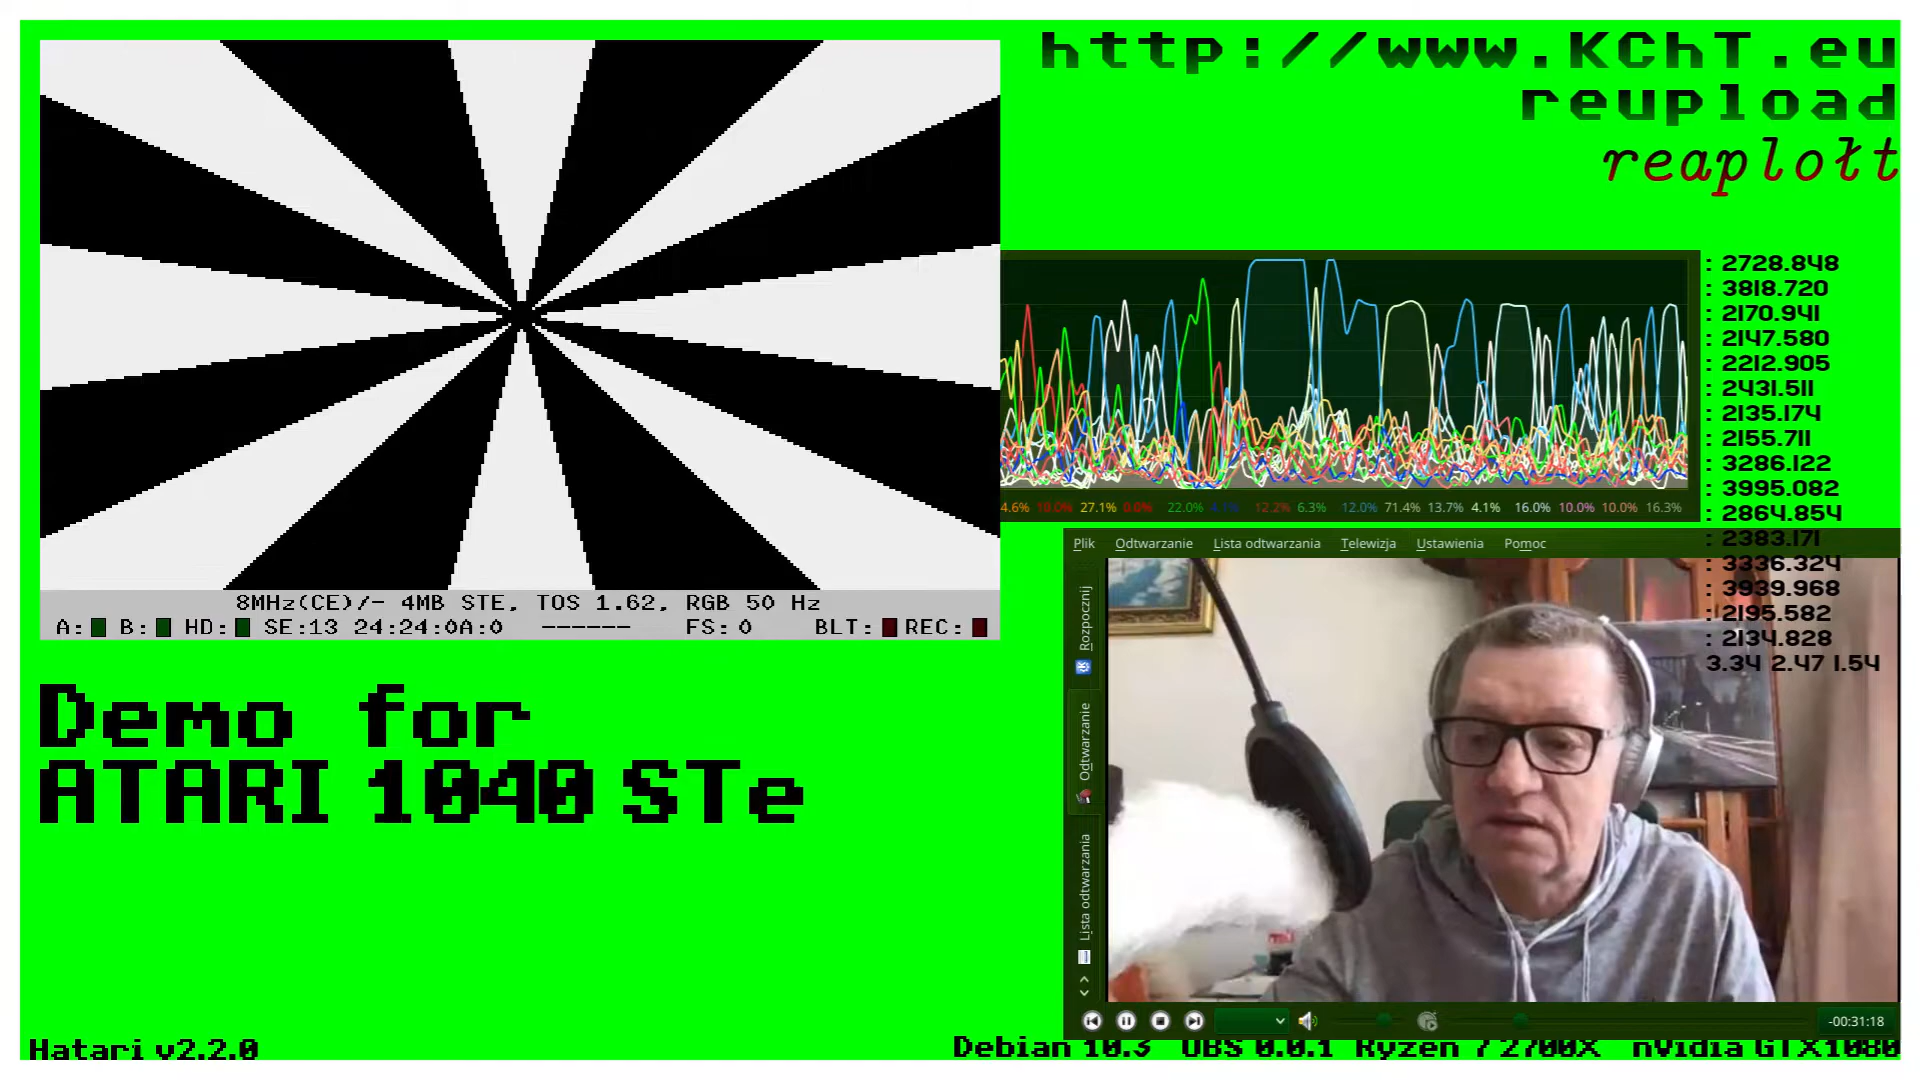 http://www.KChT.eu
reupload
reaplołt
: 2728.848
: 3818.720
: 2170.941
: 2147.580
: 2212.905
: 2431.511
: 2135.174
: 2155.711
: 3286.122
: 3995.082
: 2864.854
: 2383.171
: 3336.324
: 3939.968
: 2195.582
: 2134.828
3.34 2.47 1.54
4.6% 10.0% 27.1% 0.0% 22.0% 4.1% 12.2% 6.3% 12.0% 71.4% 13.7% 4.1% 16.0% 10.0% 10.0% 16.3%
8MHz(CE)/- 4MB STE, TOS 1.62, RGB 50 Hz
A: B: HD: SE:13 24:24:0A:0 ------ FS: 0 BLT: REC:
Plik Odtwarzanie Lista odtwarzania Telewizja Ustawienia Pomoc
Rozpocznij
Odtwarzanie
Lista odtwarzania
-00:31:18
Demo for
ATARI 1040 STe
Hatari v2.2.0
Debian 10.3 OBS 0.0.1 Ryzen 7 2700X nVidia GTX1080